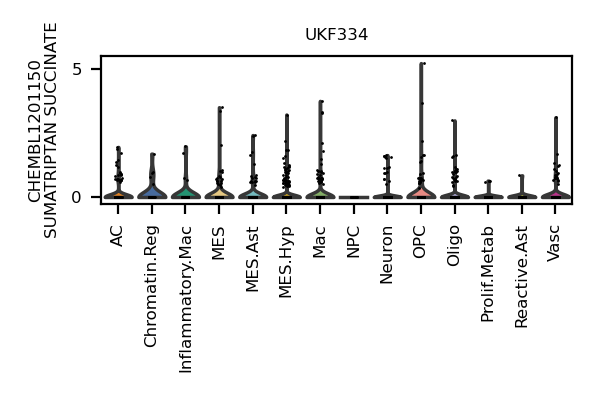 UKF334
CHEMBL1201150
SUMATRIPTAN SUCCINATE
5
0
AC
Chromatin.Reg
Inflammatory.Mac
MES
MES.Ast
MES.Hyp
Mac
NPC
Neuron
OPC
Oligo
Prolif.Metab
Reactive.Ast
Vasc